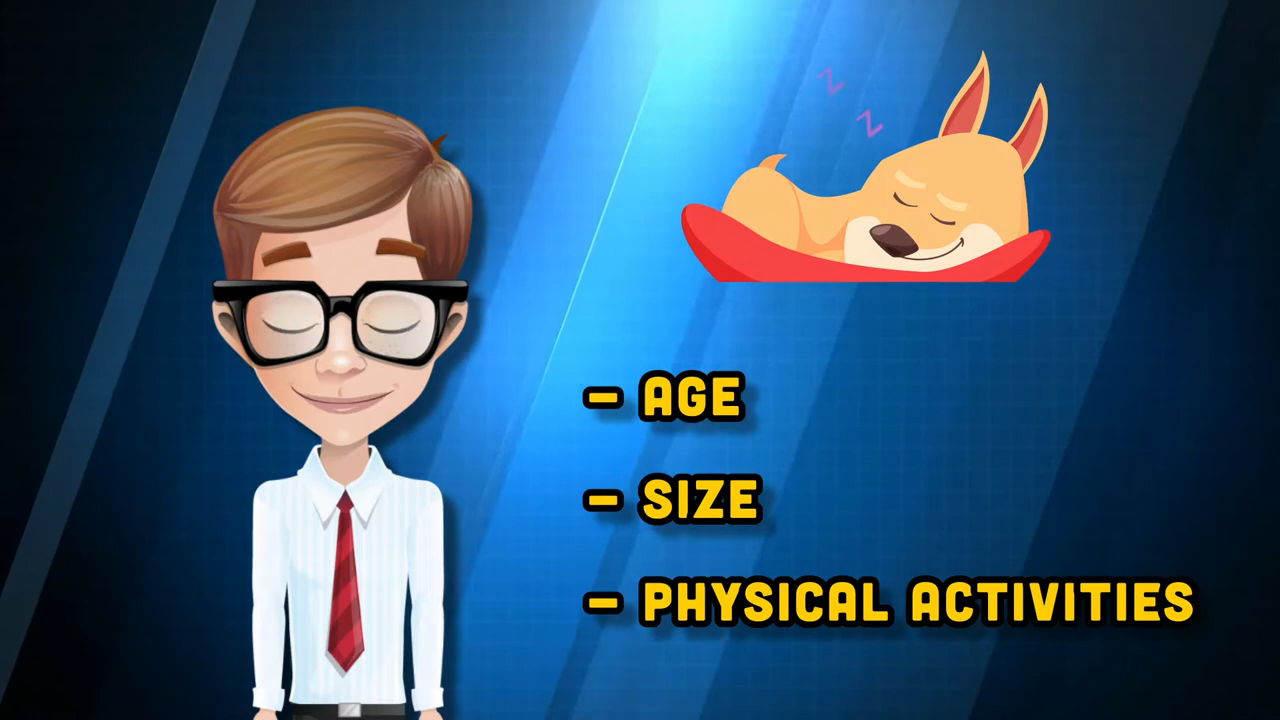 Z
Z
- AGE
- SIZE
- PHYSICAL ACTIVITIES